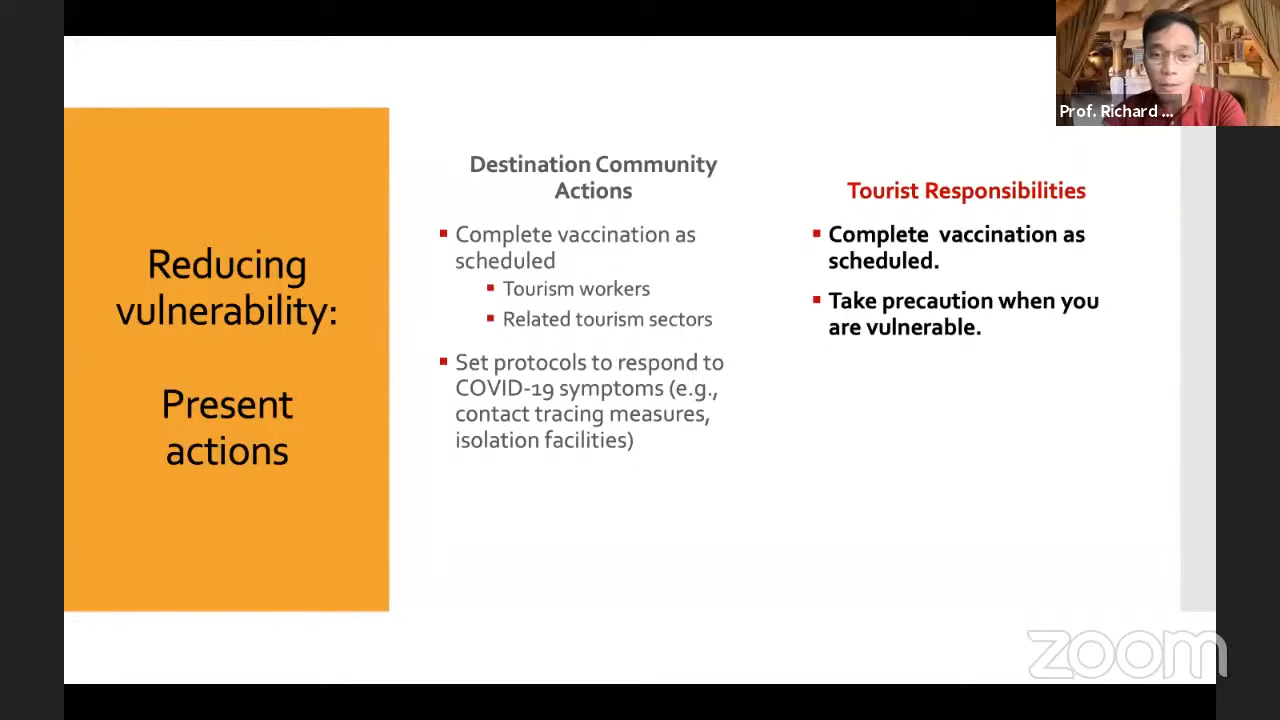 Prof. Richard ...
Reducing
vulnerability:
Present
actions
Destination Community
Actions
Complete vaccination as
scheduled
Tourism workers
Related tourism sectors
Set protocols to respond to
COVID-19 symptoms (e.g.,
contact tracing measures,
isolation facilities)
Tourist Responsibilities
Complete vaccination as
scheduled.
Take precaution when you
are vulnerable.
zoom